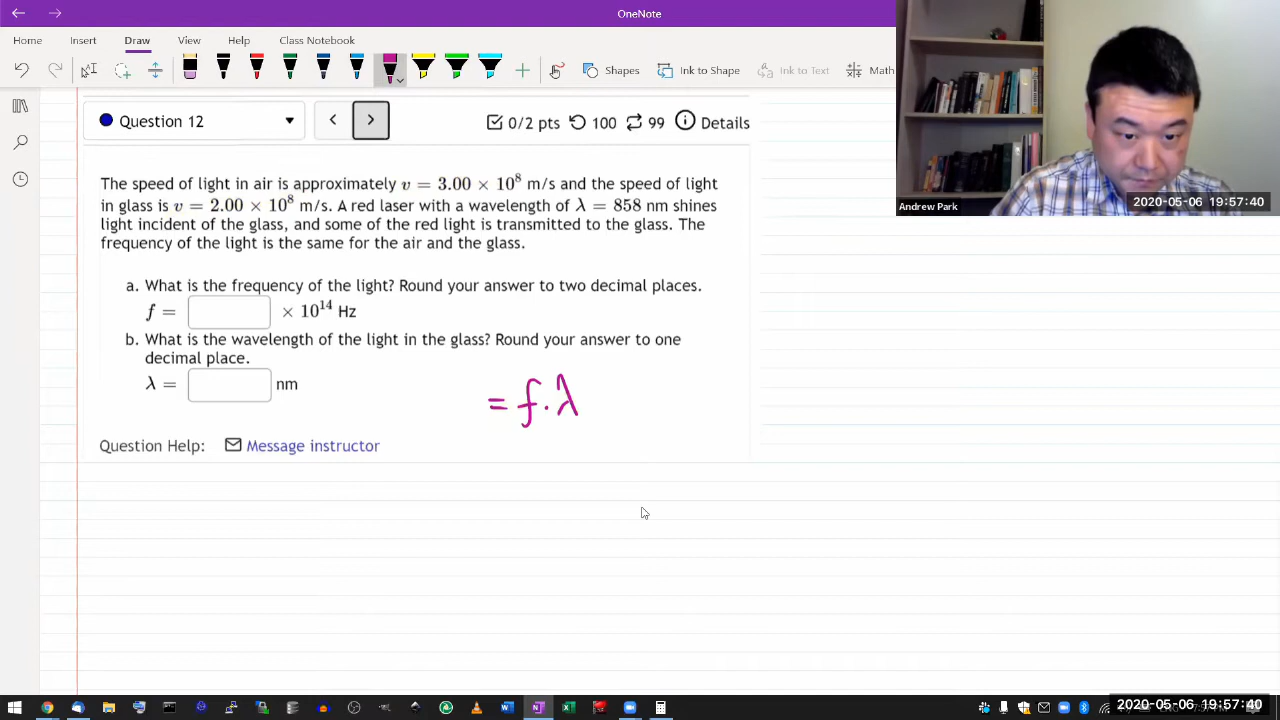 OneNote
Home Insert Draw View Help Class Notebook
Shapes Ink to Shape Ink to Text Math
Question 12 0/2 pts 100 99 Details
The speed of light in air is approximately v = 3.00 × 10⁸ m/s and the speed of light
in glass is v = 2.00 × 10⁸ m/s. A red laser with a wavelength of λ = 858 nm shines
light incident of the glass, and some of the red light is transmitted to the glass. The
frequency of the light is the same for the air and the glass.
a. What is the frequency of the light? Round your answer to two decimal places.
f = × 10¹⁴ Hz
b. What is the wavelength of the light in the glass? Round your answer to one
decimal place.
λ = nm
= f·λ
Question Help: Message instructor
Andrew Park
2020-05-06 19:57:40
2020-05-06 19:57:40